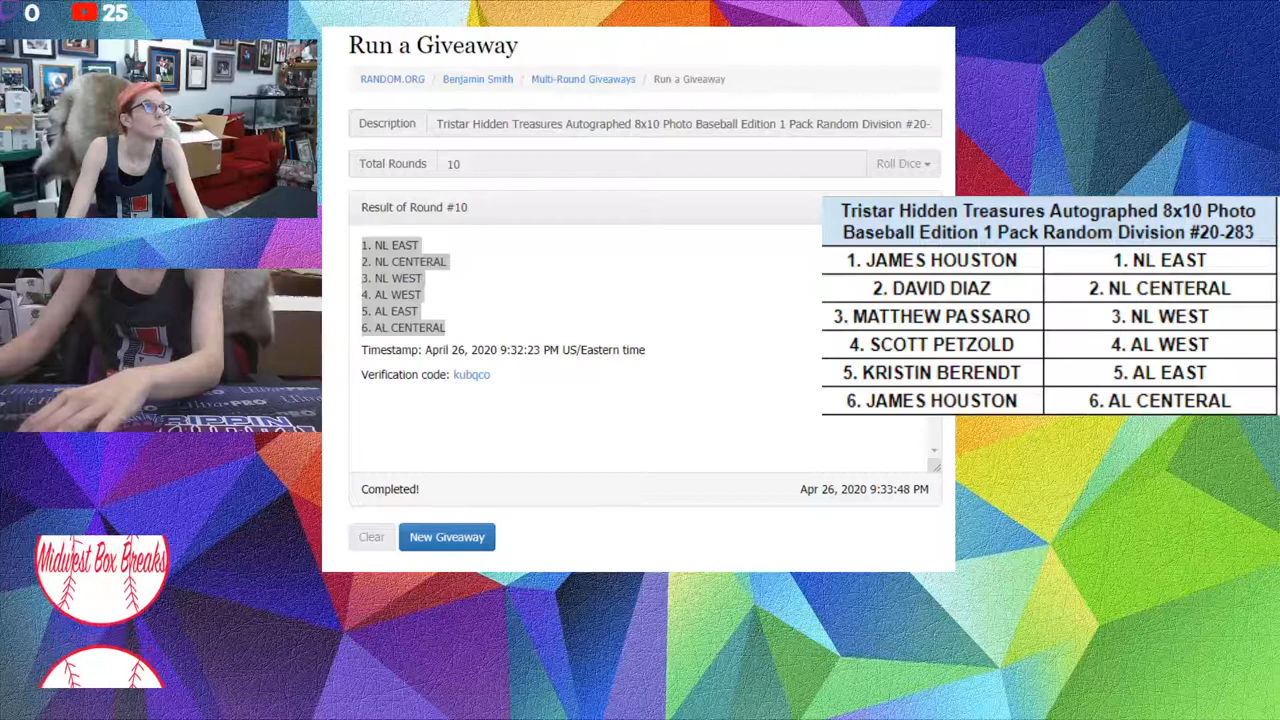 0
25
Run a Giveaway
RANDOM.ORG / Benjamin Smith / Multi-Round Giveaways / Run a Giveaway
Description Tristar Hidden Treasures Autographed 8x10 Photo Baseball Edition 1 Pack Random Division #20-
Total Rounds 10 Roll Dice
Result of Round #10
1. NL EAST
2. NL CENTERAL
3. NL WEST
4. AL WEST
5. AL EAST
6. AL CENTERAL
Timestamp: April 26, 2020 9:32:23 PM US/Eastern time
Verification code: kubqco
Completed! Apr 26, 2020 9:33:48 PM
Clear New Giveaway
Tristar Hidden Treasures Autographed 8x10 Photo
Baseball Edition 1 Pack Random Division #20-283
1. JAMES HOUSTON 1. NL EAST
2. DAVID DIAZ 2. NL CENTERAL
3. MATTHEW PASSARO 3. NL WEST
4. SCOTT PETZOLD 4. AL WEST
5. KRISTIN BERENDT 5. AL EAST
6. JAMES HOUSTON 6. AL CENTERAL
Ultra-PRO
RIPPIN
Midwest Box Breaks